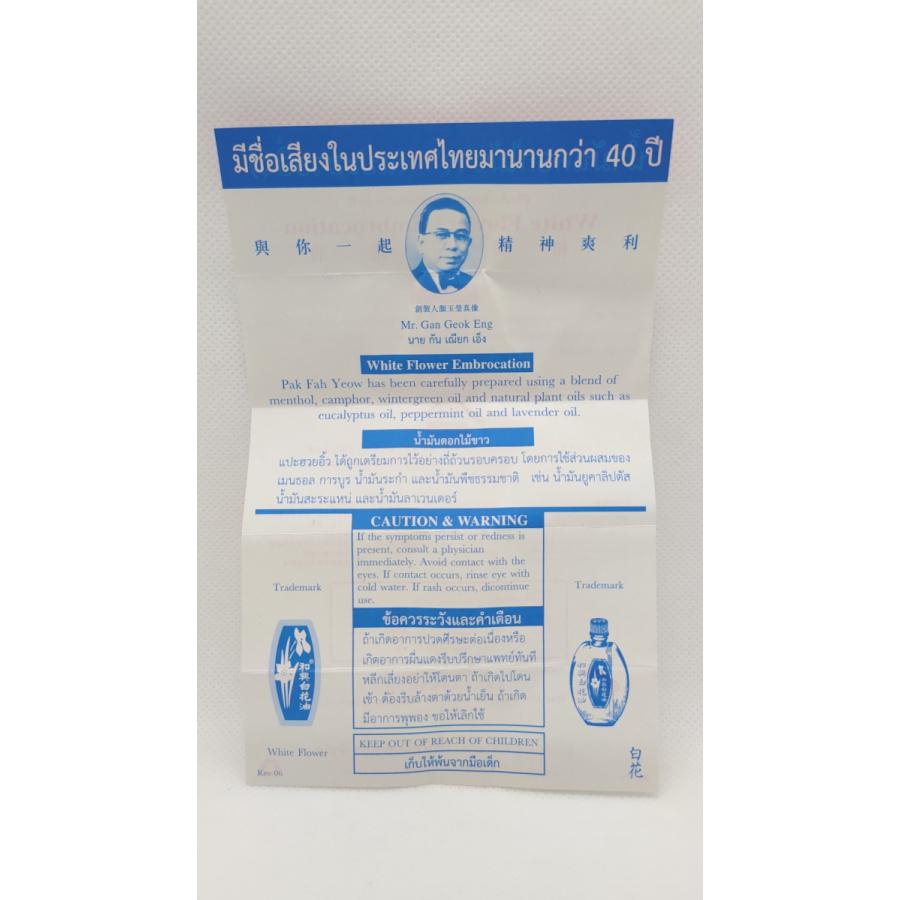 มีชื่อเสียงในประเทศไทยมานานกว่า 40 ปี
與你一起 精神爽利
創製人顏玉瑩真像
Mr. Gan Geok Eng
นาย กัน เฌียก เอ็ง
White Flower Embrocation
Pak Fah Yeow has been carefully prepared using a blend of
menthol, camphor, wintergreen oil and natural plant oils such as
eucalyptus oil, peppermint oil and lavender oil.
น้ำมันดอกไม้ขาว
แปะฮวยอิ้ว ได้ถูกเตรียมการไว้อย่างถี่ถ้วนรอบครอบ โดยการใช้ส่วนผสมของ
เมนธอล การบูร น้ำมันระกำ และน้ำมันพืชธรรมชาติ เช่น น้ำมันยูคาลิปตัส
น้ำมันสะระแหน่ และน้ำมันลาเวนเดอร์
CAUTION & WARNING
If the symptoms persist or redness is
present, consult a physician
immediately. Avoid contact with the
eyes. If contact occurs, rinse eye with
cold water. If rash occurs, dicontinue
use.
ข้อควรระวังและคำเตือน
ถ้าเกิดอาการปวดศีรษะต่อเนื่องหรือ
เกิดอาการผื่นแดงรีบปรึกษาแพทย์ทันที
หลีกเลี่ยงอย่าให้โดนตา ถ้าเกิดไปโดน
เข้า ต้องรีบล้างตาด้วยน้ำเย็น ถ้าเกิด
มีอาการพุพอง ขอให้เลิกใช้
KEEP OUT OF REACH OF CHILDREN
เก็บให้พ้นจากมือเด็ก
Trademark
和興白花油
White Flower
Rev 06
Trademark
白花